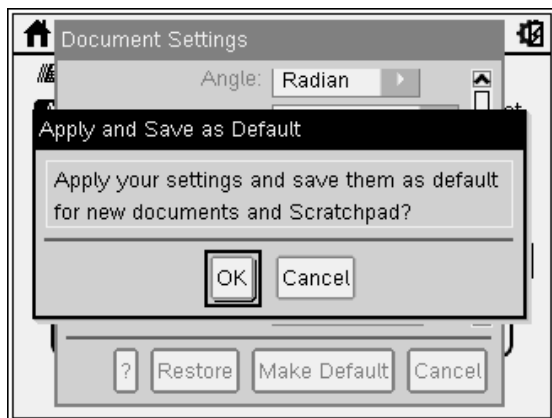 Document Settings
Angle: Radian
Apply and Save as Default
Apply your settings and save them as default
for new documents and Scratchpad?
OK Cancel
? Restore Make Default Cancel